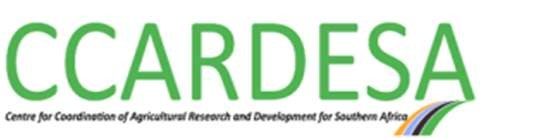 CCARDESA
Centre for Coordination of Agricultural Research and Development for Southern Africa